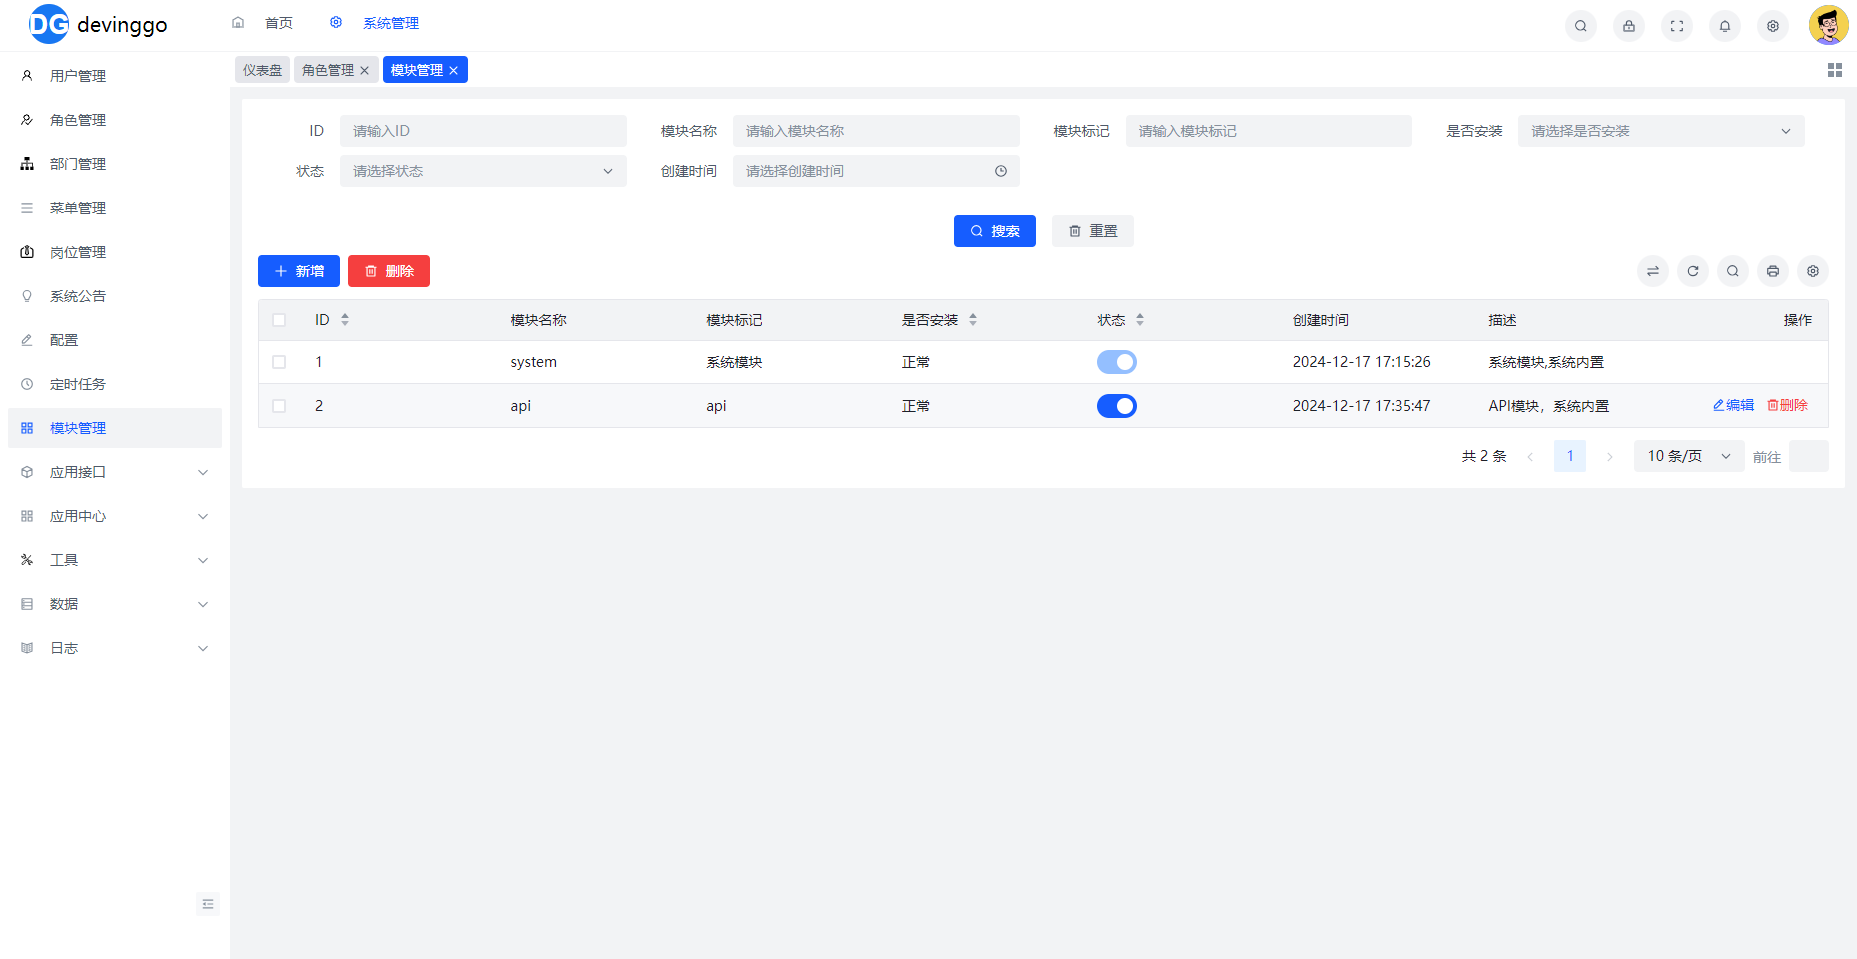 DG devinggo
首页 系统管理
仪表盘 角色管理 模块管理
用户管理
角色管理
部门管理
菜单管理
岗位管理
系统公告
配置
定时任务
模块管理
应用接口
应用中心
工具
数据
日志
ID 请输入ID 模块名称 请输入模块名称 模块标记 请输入模块标记 是否安装 请选择是否安装
状态 请选择状态 创建时间 请选择创建时间
搜索 重置
新增 删除
ID 模块名称 模块标记 是否安装 状态 创建时间 描述 操作
1 system 系统模块 正常 2024-12-17 17:15:26 系统模块,系统内置
2 api api 正常 2024-12-17 17:35:47 API模块，系统内置 编辑 删除
共 2 条 1 10 条/页 前往